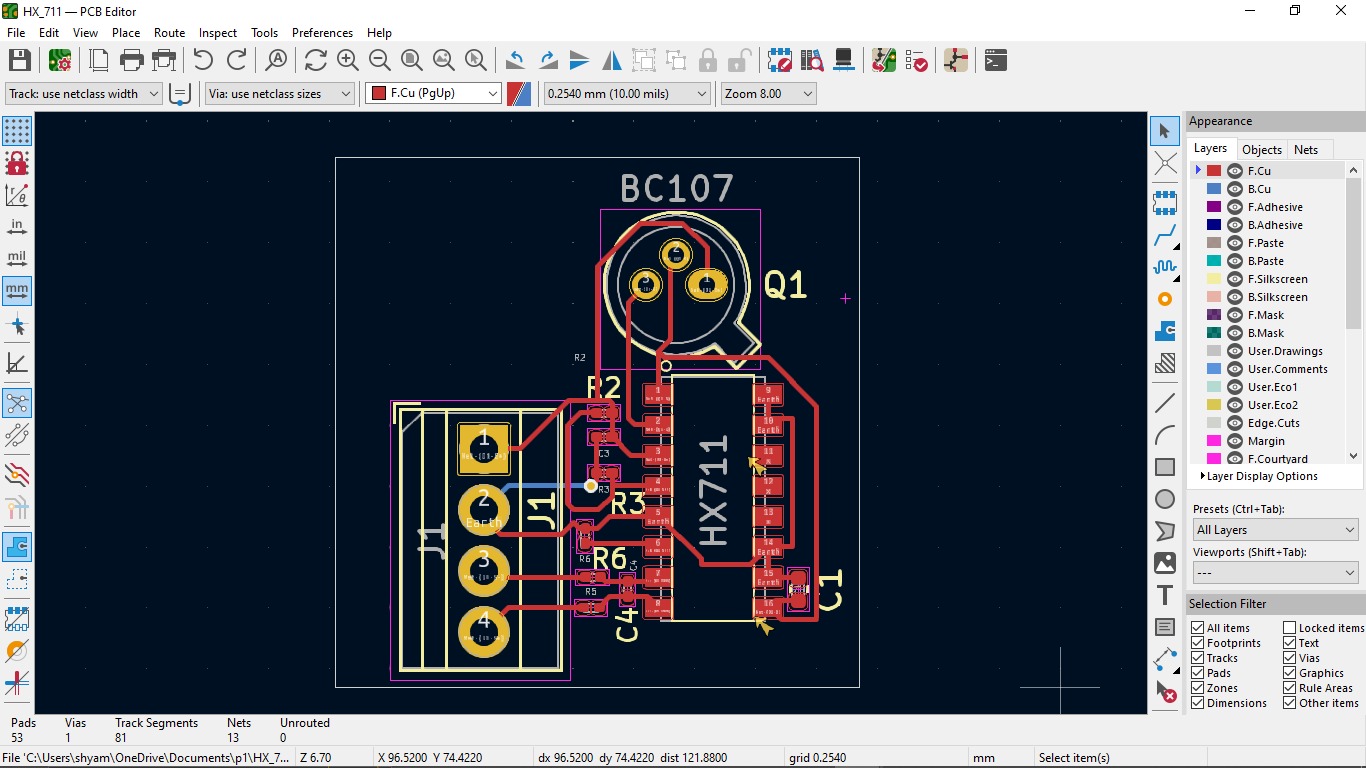 HX_711 — PCB Editor
File Edit View Place Route Inspect Tools Preferences Help
Track: use netclass width Via: use netclass sizes F.Cu (PgUp) 0.2540 mm (10.00 mils) Zoom 8.00
in
mil
mm
BC107
2
3 1
Q1
R2
R2
C3
R3
R3
R6
R6
R5
C4
C4
C1
HX711
J1
J1
1
2
Earth
3
4
1 9
2 10
3 11
4 12
5 13
6 14
7 15
8 16
Appearance
Layers Objects Nets
F.Cu
B.Cu
F.Adhesive
B.Adhesive
F.Paste
B.Paste
F.Silkscreen
B.Silkscreen
F.Mask
B.Mask
User.Drawings
User.Comments
User.Eco1
User.Eco2
Edge.Cuts
Margin
F.Courtyard
Layer Display Options
Presets (Ctrl+Tab):
All Layers
Viewports (Shift+Tab):
---
Selection Filter
All items Locked items
Footprints Text
Tracks Vias
Pads Graphics
Zones Rule Areas
Dimensions Other items
Pads Vias Track Segments Nets Unrouted
53 1 81 13 0
File 'C:\Users\shyam\OneDrive\Documents\p1\HX_7... Z 6.70 X 96.5200 Y 74.4220 dx 96.5200 dy 74.4220 dist 121.8800 grid 0.2540 mm Select item(s)